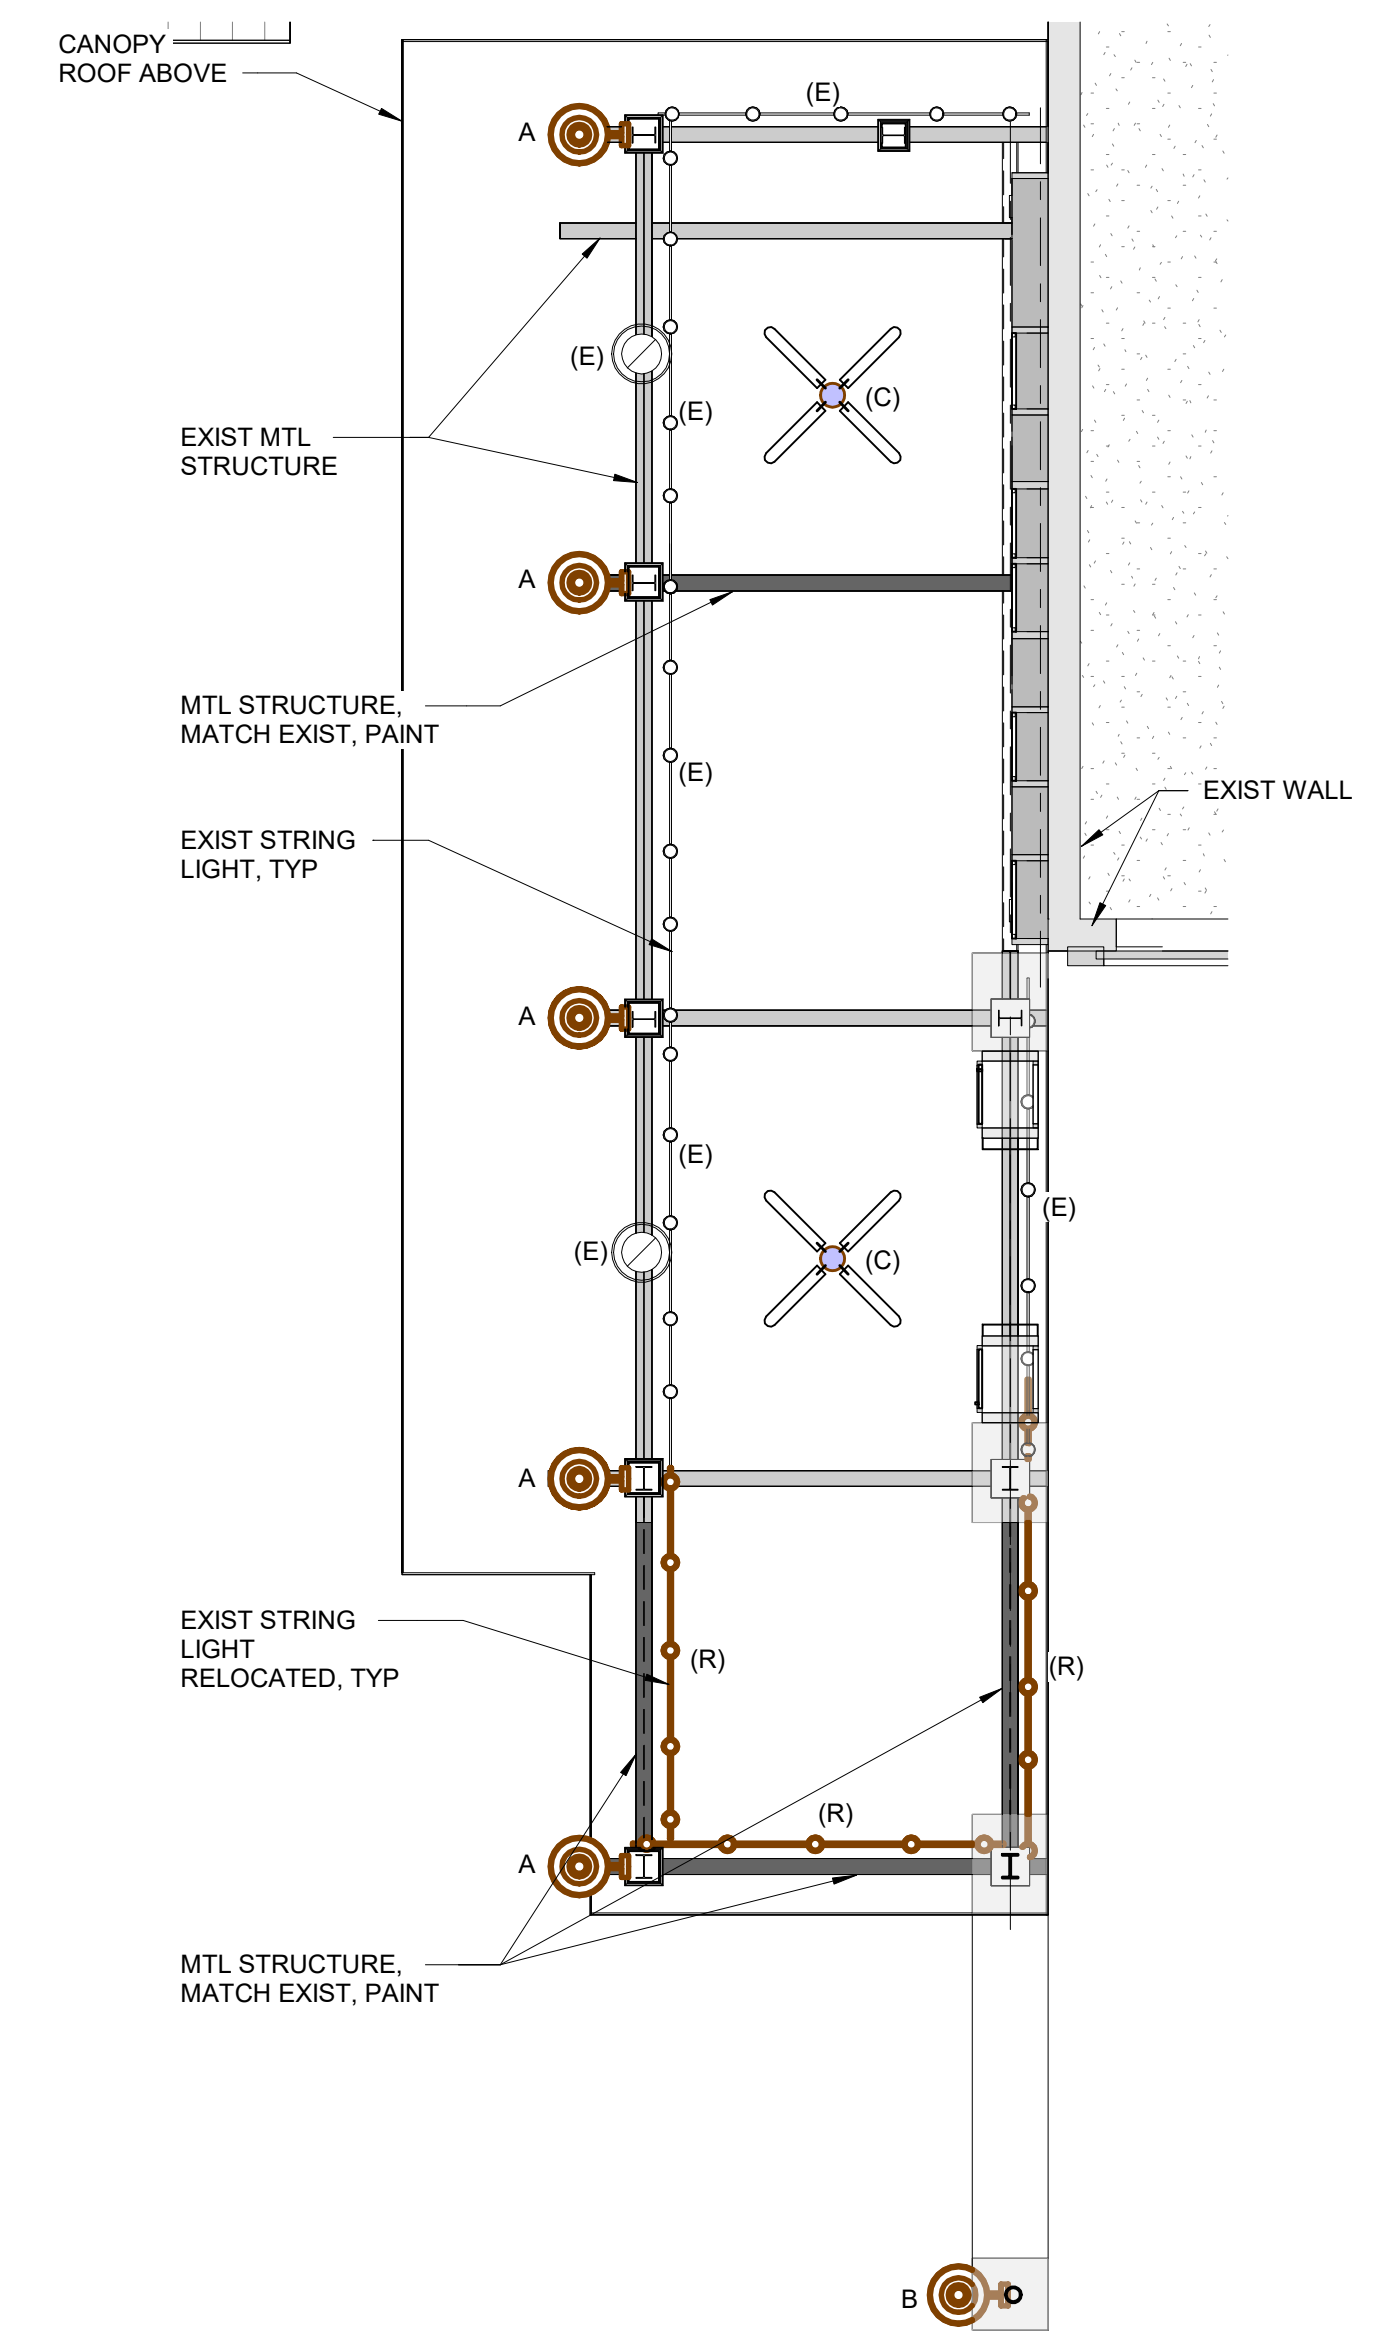 CANOPY
ROOF ABOVE
(E)
A
(E)
(C)
(E)
EXIST MTL
STRUCTURE
A
MTL STRUCTURE,
MATCH EXIST, PAINT
(E)
EXIST WALL
EXIST STRING
LIGHT, TYP
A
(E)
(E)
(E)
(C)
A
EXIST STRING
LIGHT
RELOCATED, TYP
(R)
(R)
(R)
A
MTL STRUCTURE,
MATCH EXIST, PAINT
B